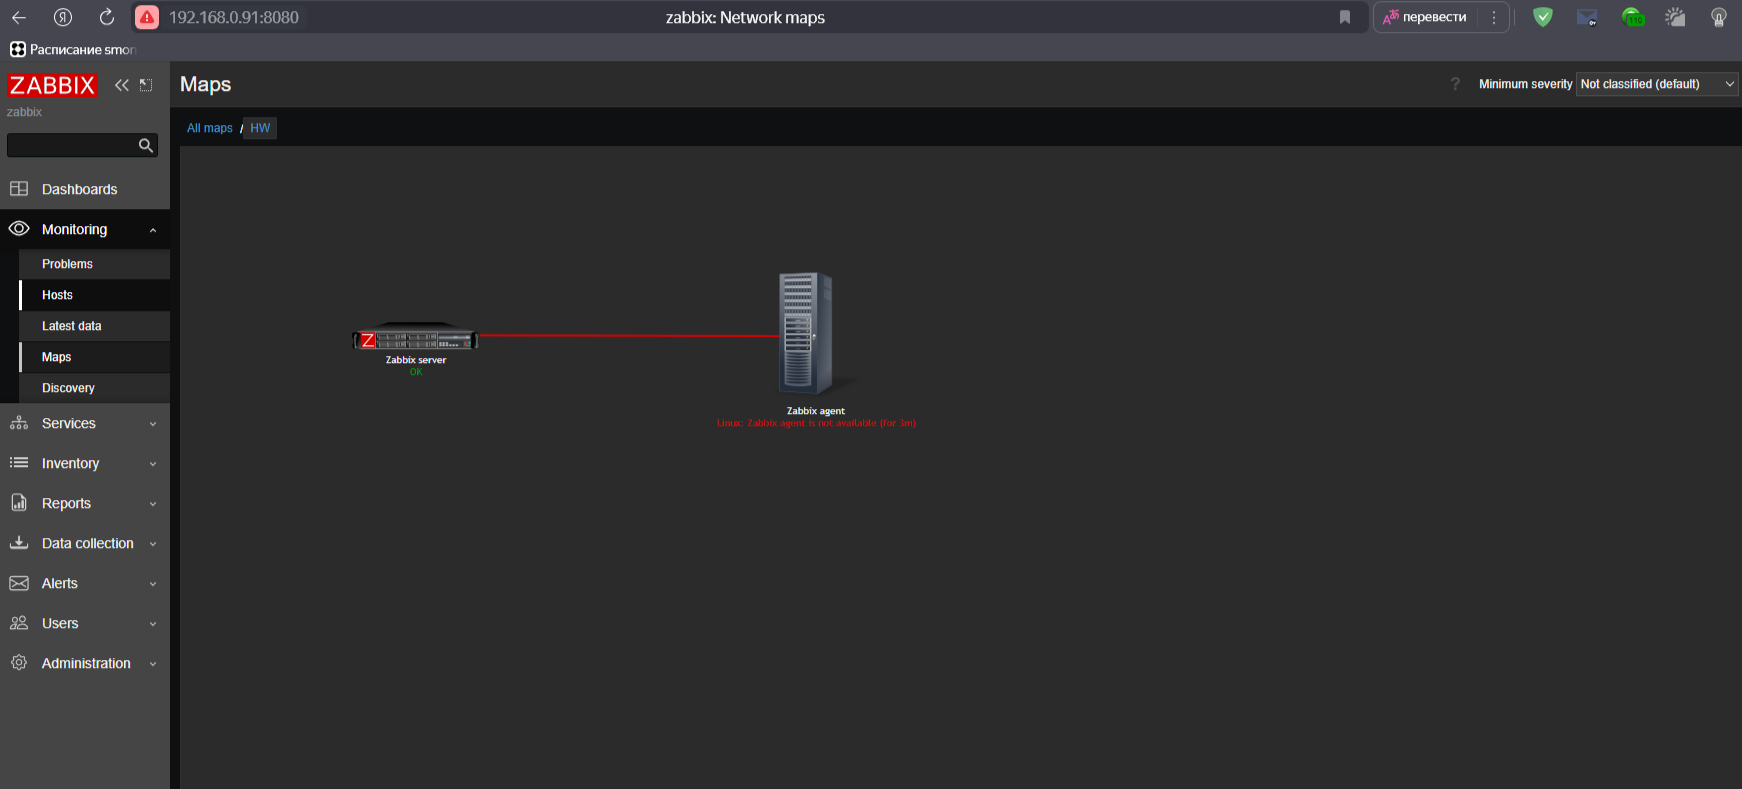 192.168.0.91:8080
zabbix: Network maps
перевести
110
Расписание smon
ZABBIX
zabbix
Maps
? Minimum severity Not classified (default)
All maps / HW
Dashboards
Monitoring
Problems
Hosts
Latest data
Maps
Discovery
Services
Inventory
Reports
Data collection
Alerts
Users
Administration
Z
Zabbix server
OK
Zabbix agent
Linux: Zabbix agent is not available (for 3m)